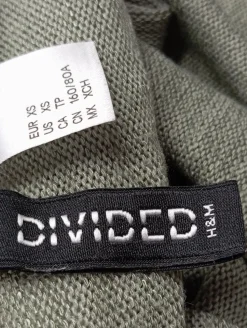 EUR XS
US XS
CA TP
CN 160/80A
MX XCH
DIVIDED
H&M